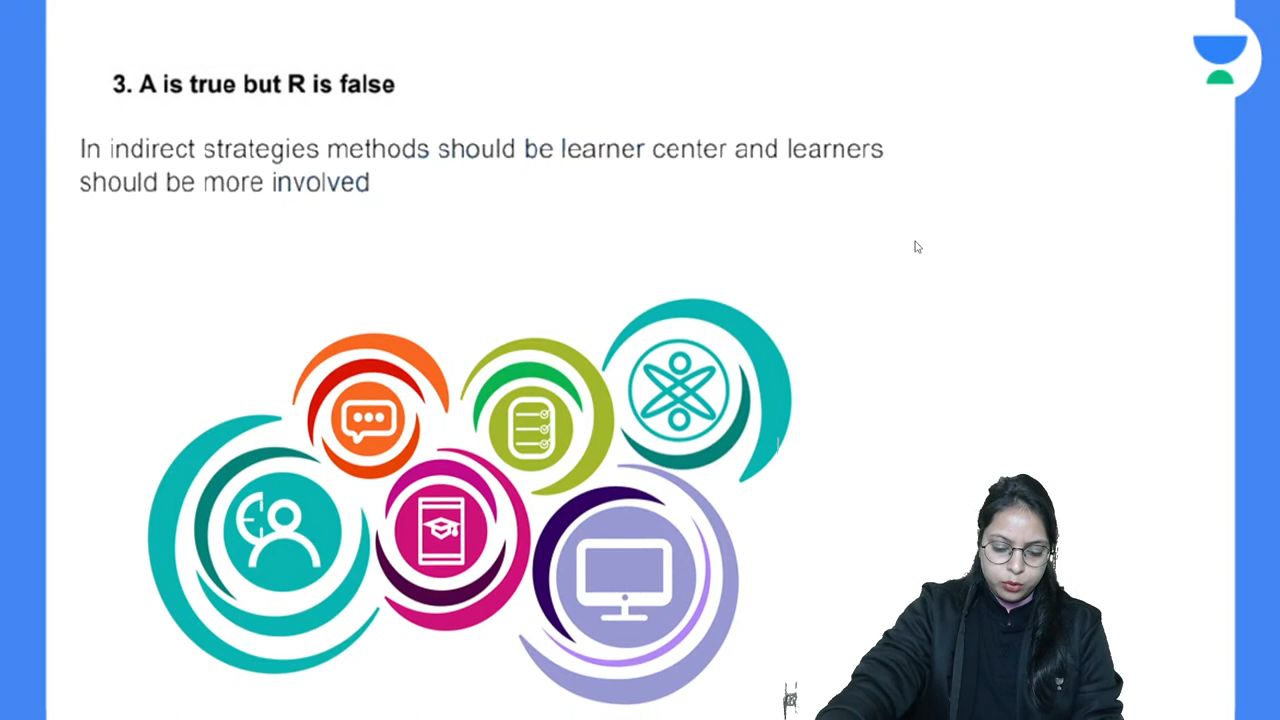 3. A is true but R is false
In indirect strategies methods should be learner center and learners
should be more involved